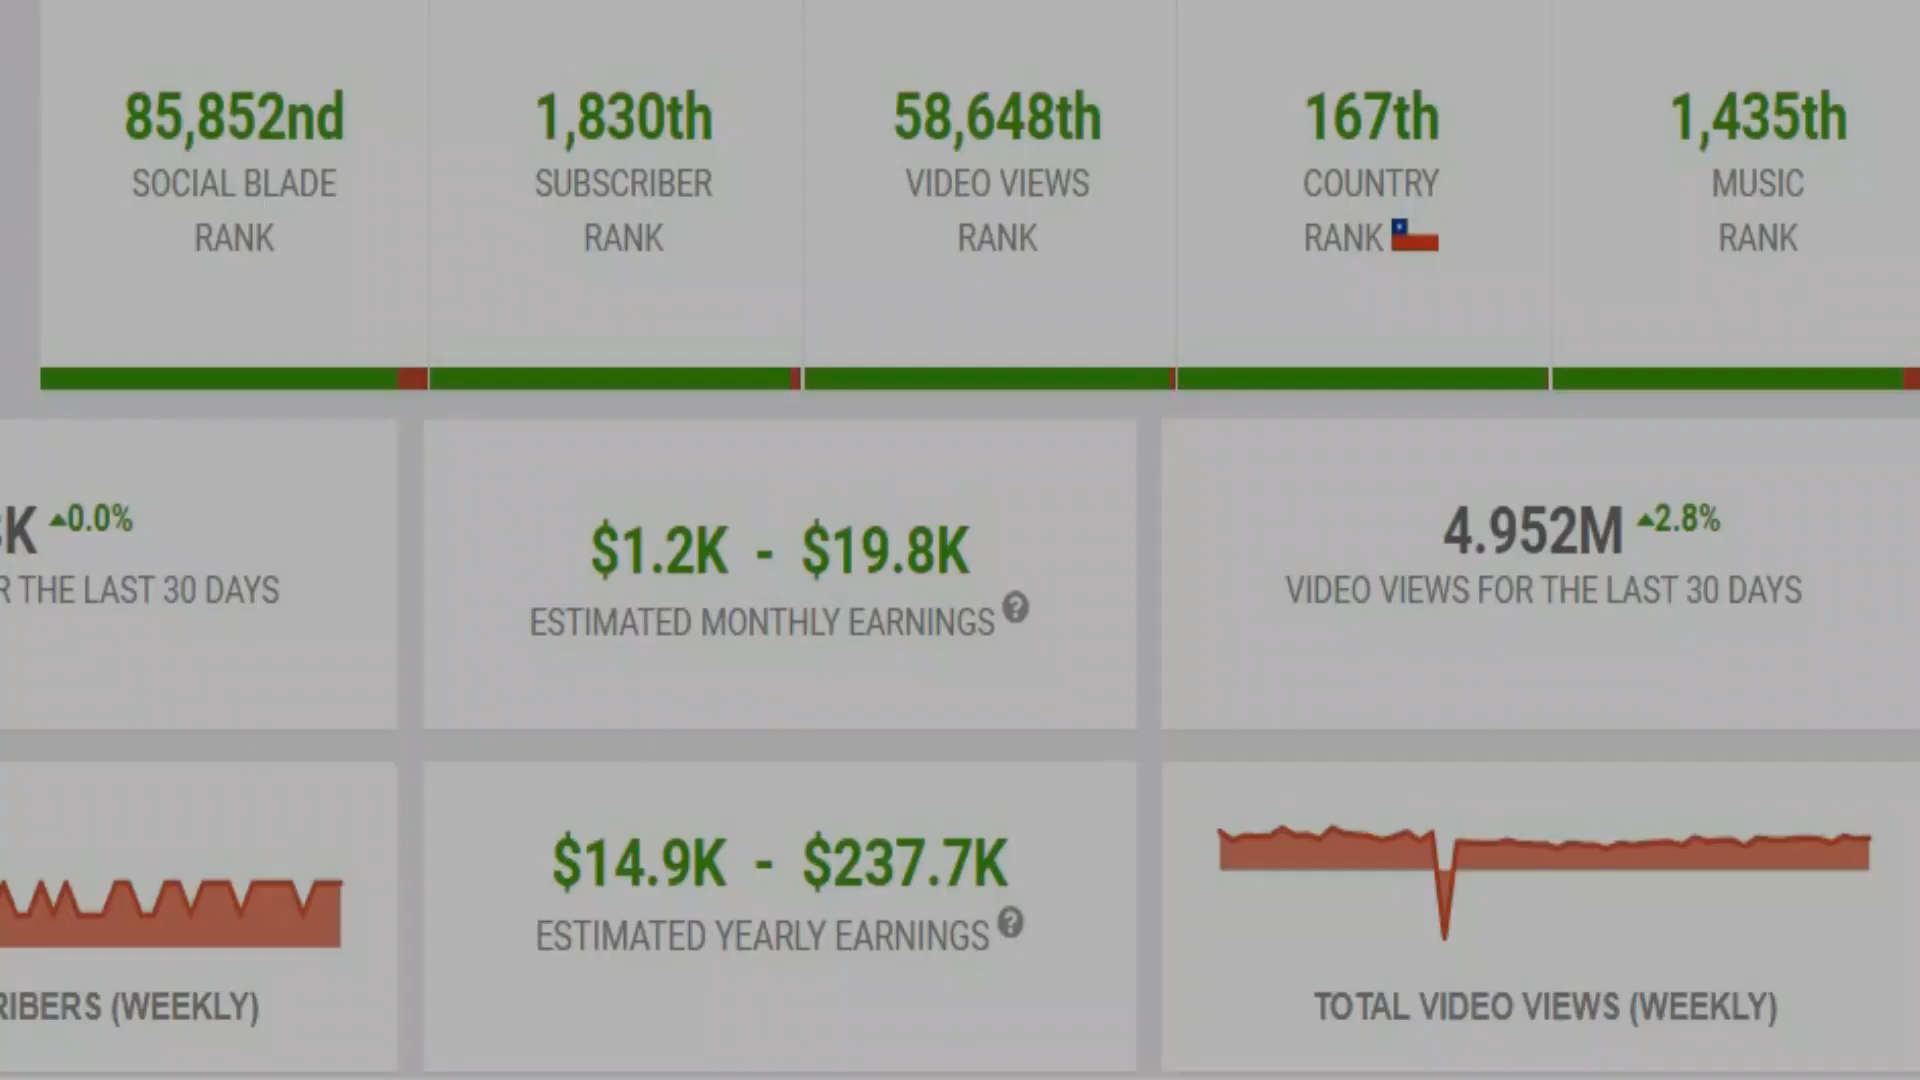 85,852nd
SOCIAL BLADE
RANK
1,830th
SUBSCRIBER
RANK
58,648th
VIDEO VIEWS
RANK
167th
COUNTRY
RANK
1,435th
MUSIC
RANK
K ▲0.0%
R THE LAST 30 DAYS
$1.2K - $19.8K
ESTIMATED MONTHLY EARNINGS ?
4.952M ▲2.8%
VIDEO VIEWS FOR THE LAST 30 DAYS
RIBERS (WEEKLY)
$14.9K - $237.7K
ESTIMATED YEARLY EARNINGS ?
TOTAL VIDEO VIEWS (WEEKLY)